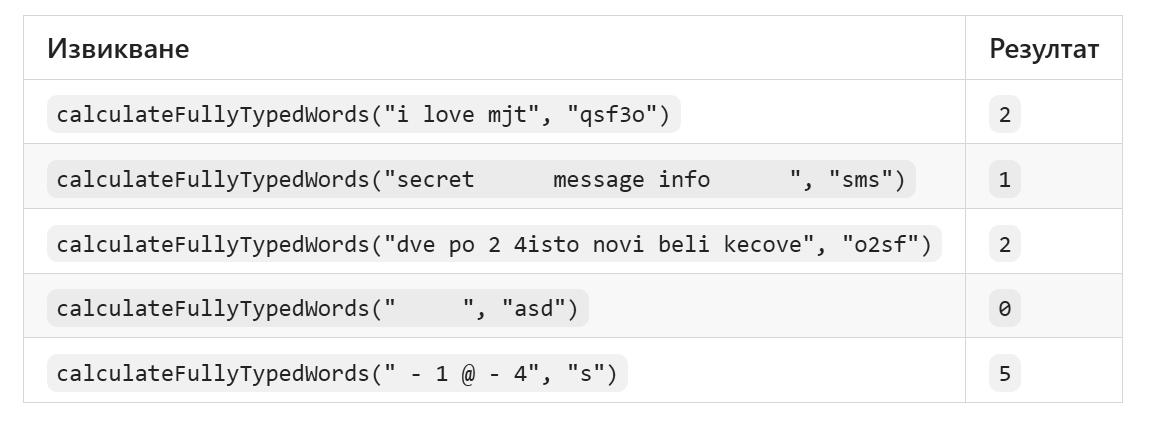 Извикване Резултат
calculateFullyTypedWords("i love mjt", "qsf3o") 2
calculateFullyTypedWords("secret      message info      ", "sms") 1
calculateFullyTypedWords("dve po 2 4isto novi beli kecove", "o2sf") 2
calculateFullyTypedWords("     ", "asd") 0
calculateFullyTypedWords(" - 1 @ - 4", "s") 5